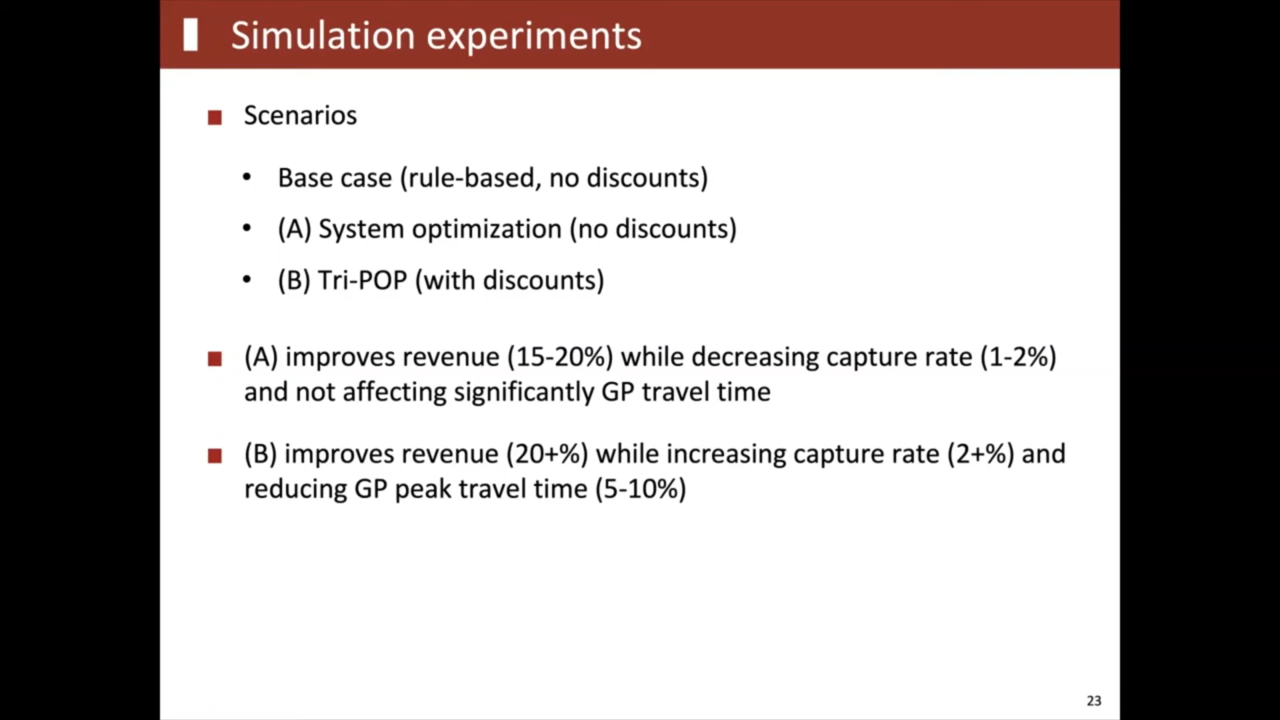 Simulation experiments
Scenarios
• Base case (rule-based, no discounts)
• (A) System optimization (no discounts)
• (B) Tri-POP (with discounts)
(A) improves revenue (15-20%) while decreasing capture rate (1-2%)
and not affecting significantly GP travel time
(B) improves revenue (20+%) while increasing capture rate (2+%) and
reducing GP peak travel time (5-10%)
23